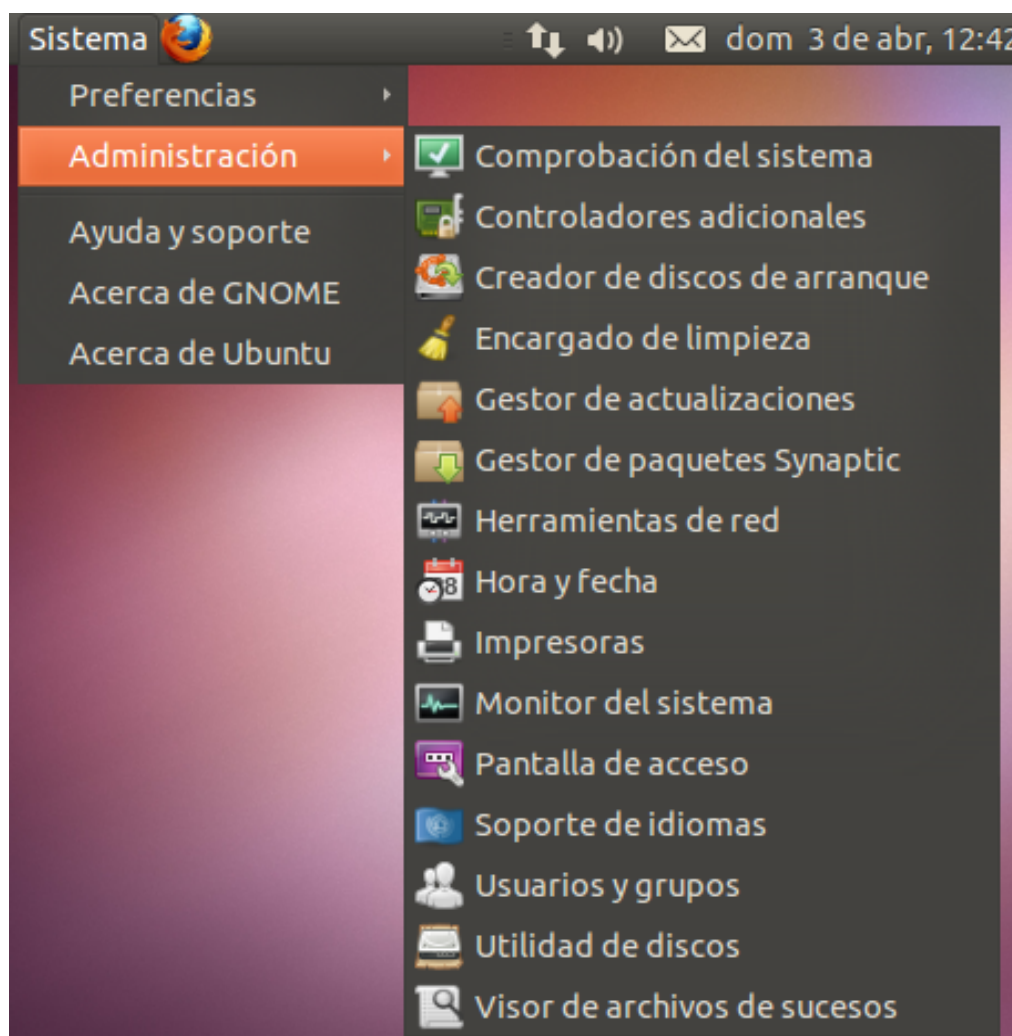 Sistema dom 3 de abr, 12:42
Preferencias
Administración
Ayuda y soporte
Acerca de GNOME
Acerca de Ubuntu
Comprobación del sistema
Controladores adicionales
Creador de discos de arranque
Encargado de limpieza
Gestor de actualizaciones
Gestor de paquetes Synaptic
Herramientas de red
Hora y fecha
Impresoras
Monitor del sistema
Pantalla de acceso
Soporte de idiomas
Usuarios y grupos
Utilidad de discos
Visor de archivos de sucesos